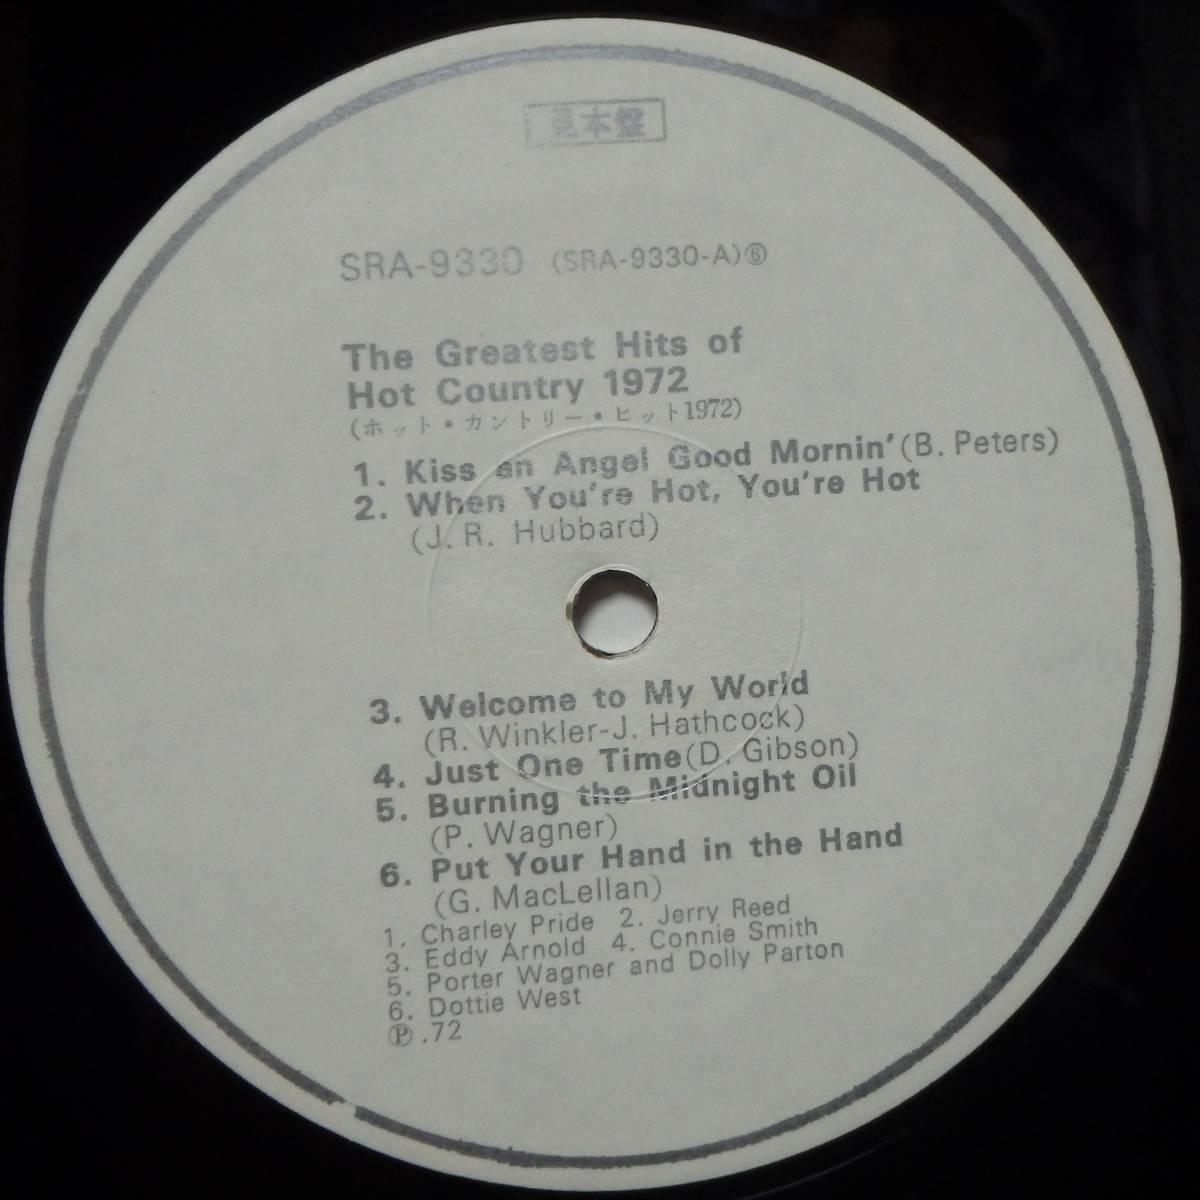 見本盤
SRA-9330 (SRA-9330-A)⑥
The Greatest Hits of
Hot Country 1972
(ホット・カントリー・ヒット1972)
1. Kiss an Angel Good Mornin'(B. Peters)
2. When You're Hot, You're Hot
(J. R. Hubbard)
3. Welcome to My World
(R. Winkler-J. Hathcock)
4. Just One Time(D. Gibson)
5. Burning the Midnight Oil
(P. Wagner)
6. Put Your Hand in the Hand
(G. MacLellan)
1. Charley Pride 2. Jerry Reed
3. Eddy Arnold 4. Connie Smith
5. Porter Wagner and Dolly Parton
6. Dottie West
Ⓟ.72